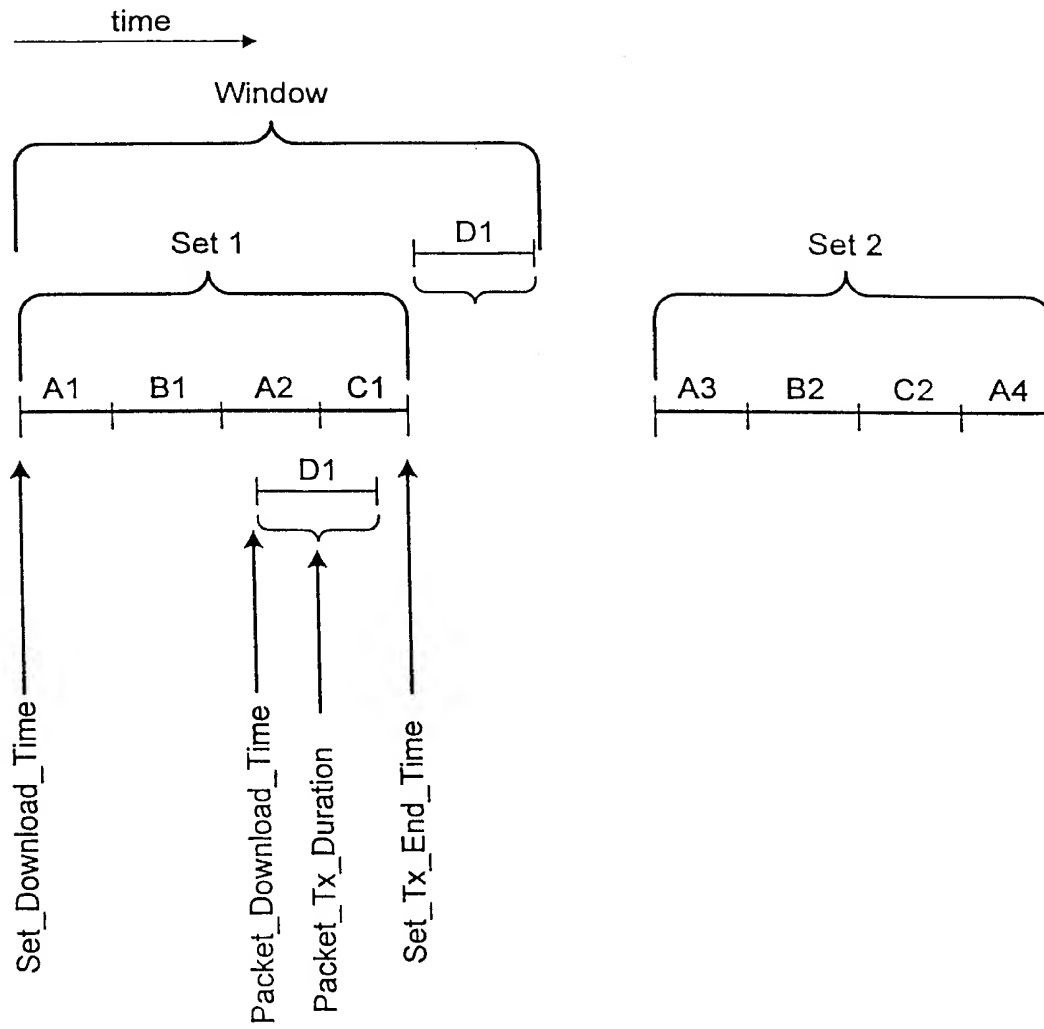 time
Window
D1
Set 1
Set 2
A1 B1 A2 C1
A3 B2 C2 A4
D1
Set_Download_Time
Packet_Download_Time
Packet_Tx_Duration
Set_Tx_End_Time